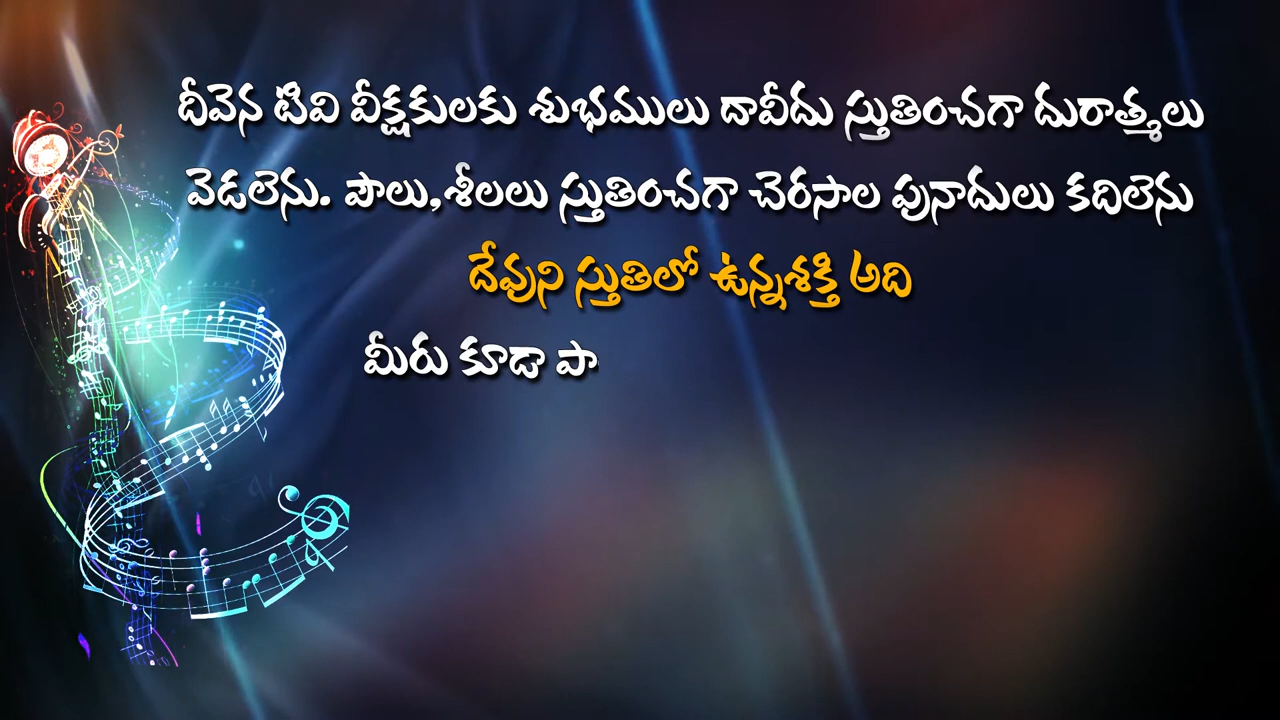 దీవెన టివి వీక్షకులకు శుభములు దావీదు స్తుతించగా దురాత్మలు
వెడలెను. పౌలు,శీలలు స్తుతించగా చెరసాల పునాదులు కదిలెను
దేవుని స్తుతిలో ఉన్నశక్తి అది
మీరు కూడా పా